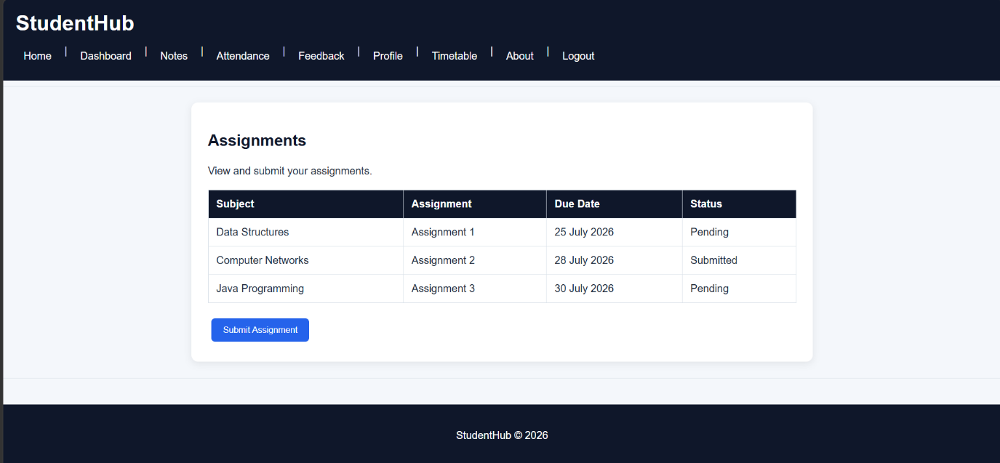 StudentHub
Home | Dashboard | Notes | Attendance | Feedback | Profile | Timetable | About | Logout
Assignments
View and submit your assignments.
Subject Assignment Due Date Status
Data Structures Assignment 1 25 July 2026 Pending
Computer Networks Assignment 2 28 July 2026 Submitted
Java Programming Assignment 3 30 July 2026 Pending
Submit Assignment
StudentHub © 2026